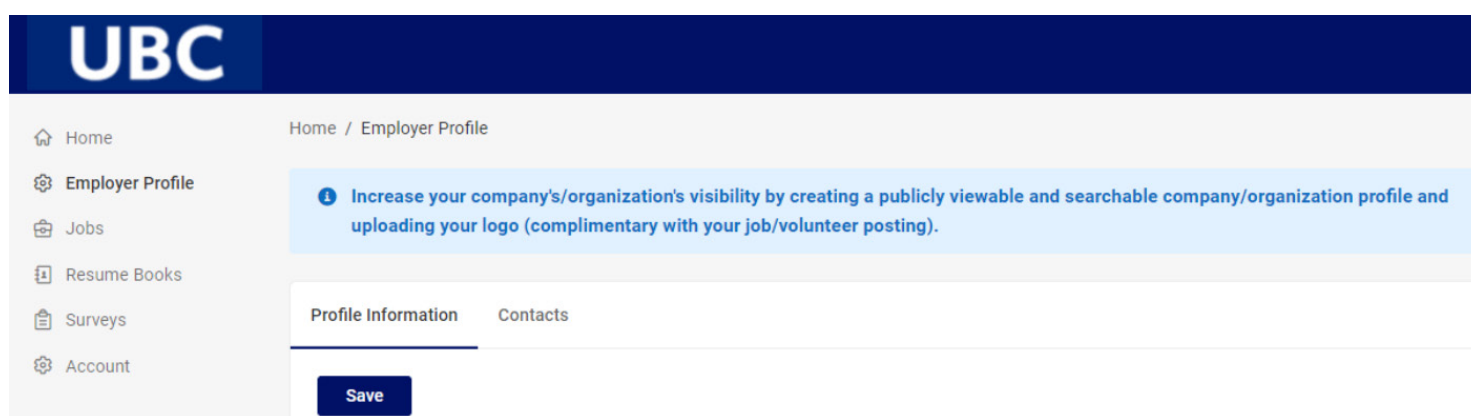 UBC
Home
Employer Profile
Jobs
Resume Books
Surveys
Account
Home / Employer Profile
Increase your company's/organization's visibility by creating a publicly viewable and searchable company/organization profile and
uploading your logo (complimentary with your job/volunteer posting).
Profile Information Contacts
Save